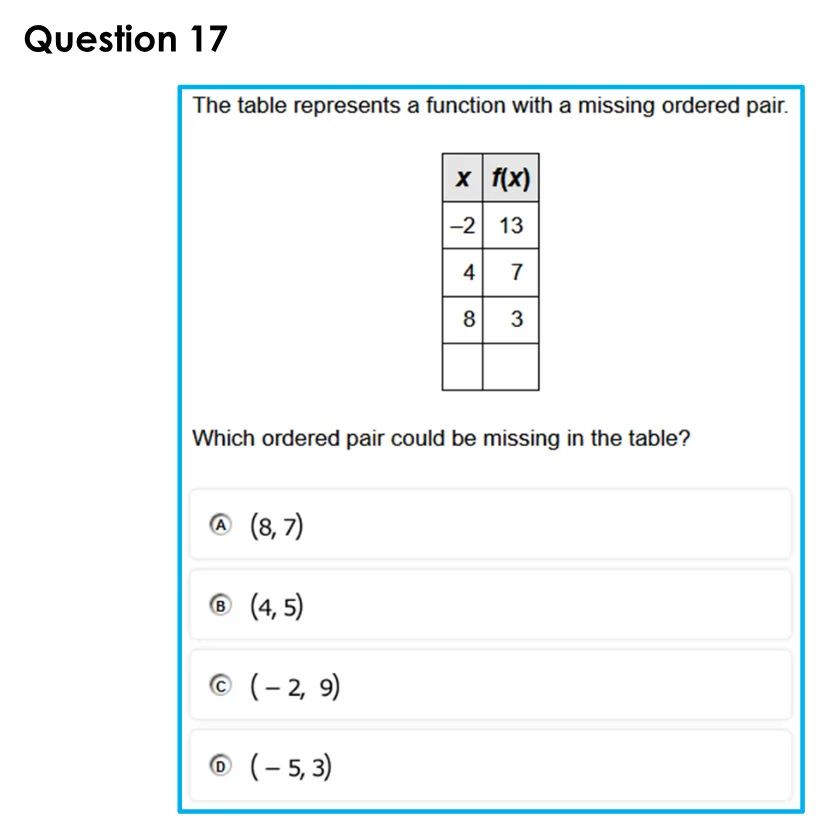 Question 17
The table represents a function with a missing ordered pair.
x f(x)
–2 13
4 7
8 3
Which ordered pair could be missing in the table?
A (8, 7)
B (4, 5)
C ( – 2, 9)
D ( – 5, 3)